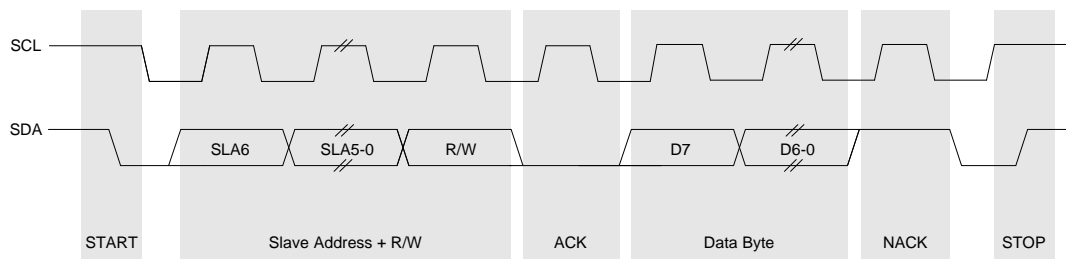 SCL
SDA
SLA6 SLA5-0 R/W D7 D6-0
START Slave Address + R/W ACK Data Byte NACK STOP